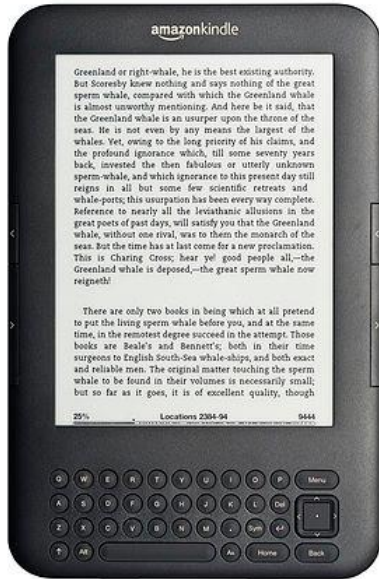 amazonkindle
Greenland or right-whale, he is the best existing authority.
But Scoresby knew nothing and says nothing of the great
sperm whale, compared with which the Greenland whale
is almost unworthy mentioning. And here be it said, that
the Greenland whale is an usurper upon the throne of the
seas. He is not even by any means the largest of the
whales. Yet, owing to the long priority of his claims, and
the profound ignorance which, till some seventy years
back, invested the then fabulous or utterly unknown
sperm-whale, and which ignorance to this present day still
reigns in all but some few scientific retreats and
whale-ports; this usurpation has been every way complete.
Reference to nearly all the leviathanic allusions in the
great poets of past days, will satisfy you that the Greenland
whale, without one rival, was to them the monarch of the
seas. But the time has at last come for a new proclamation.
This is Charing Cross; hear ye! good people all,—the
Greenland whale is deposed,—the great sperm whale now
reigneth!
There are only two books in being which at all pretend
to put the living sperm whale before you, and at the same
time, in the remotest degree succeed in the attempt. Those
books are Beale's and Bennett's; both in their time
surgeons to English South-Sea whale-ships, and both exact
and reliable men. The original matter touching the sperm
whale to be found in their volumes is necessarily small;
but so far as it goes, it is of excellent quality, though
25% Locations 2384-94 9444
Q W E R T Y U I O P Menu
A S D F G H J K L Del
Z X C V B N M . Sym ↵
↑ Alt Aa Home Back